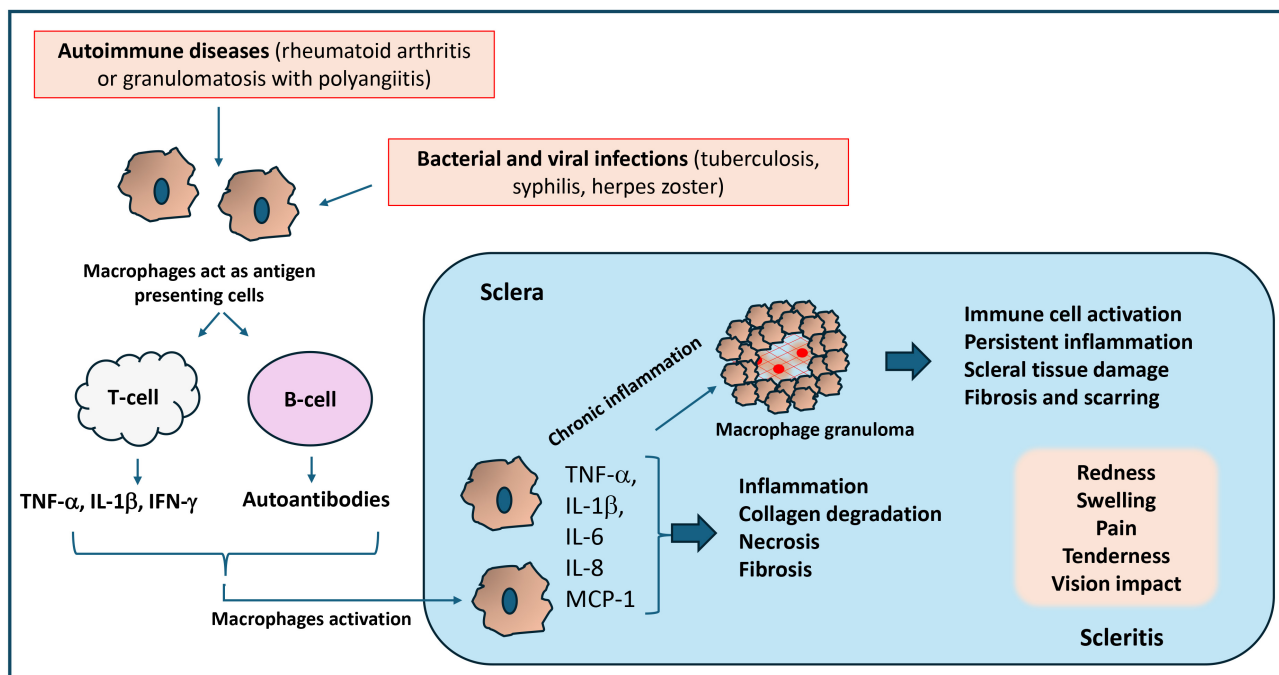 Autoimmune diseases (rheumatoid arthritis
or granulomatosis with polyangiitis)
Bacterial and viral infections (tuberculosis,
syphilis, herpes zoster)
Macrophages act as antigen
presenting cells
T-cell
B-cell
TNF-α, IL-1β, IFN-γ
Autoantibodies
Macrophages activation
Sclera
Chronic inflammation
Macrophage granuloma
Immune cell activation
Persistent inflammation
Scleral tissue damage
Fibrosis and scarring
TNF-α,
IL-1β,
IL-6
IL-8
MCP-1
Inflammation
Collagen degradation
Necrosis
Fibrosis
Redness
Swelling
Pain
Tenderness
Vision impact
Scleritis